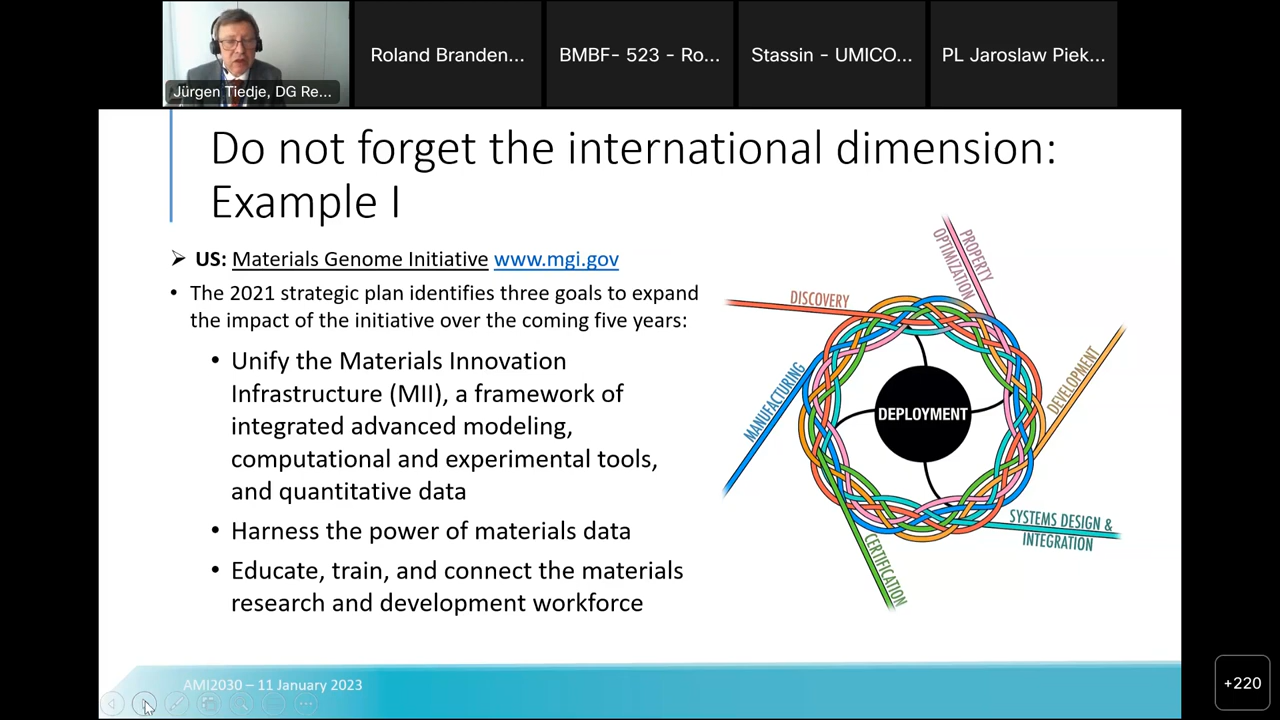 Jürgen Tiedje, DG Re...
Roland Branden...
BMBF- 523 - Ro...
Stassin - UMICO...
PL Jaroslaw Piek...
Do not forget the international dimension:
Example I
US: Materials Genome Initiative www.mgi.gov
The 2021 strategic plan identifies three goals to expand
the impact of the initiative over the coming five years:
Unify the Materials Innovation
Infrastructure (MII), a framework of
integrated advanced modeling,
computational and experimental tools,
and quantitative data
Harness the power of materials data
Educate, train, and connect the materials
research and development workforce
PROPERTY
OPTIMIZATION
DISCOVERY
MANUFACTURING
DEVELOPMENT
DEPLOYMENT
SYSTEMS DESIGN &
INTEGRATION
CERTIFICATION
AMI2030 – 11 January 2023
+220